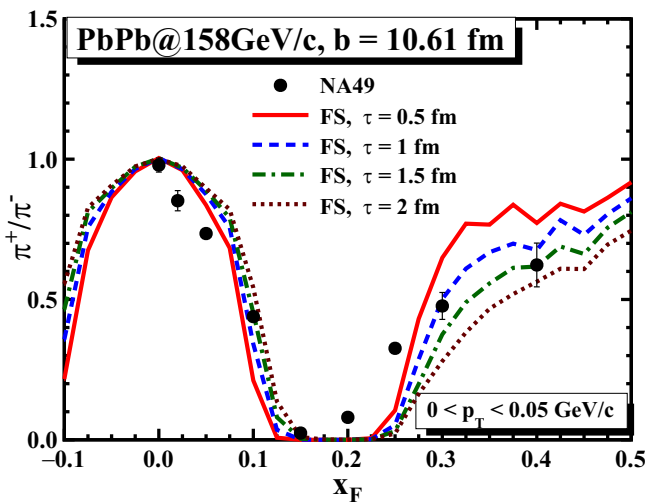 PbPb@158GeV/c, b = 10.61 fm
NA49
FS, τ = 0.5 fm
FS, τ = 1 fm
FS, τ = 1.5 fm
FS, τ = 2 fm
1.5
1.0
0.5
0.0
π⁺/π⁻
0 < p_T < 0.05 GeV/c
−0.1 0.0 0.1 0.2 0.3 0.4 0.5
x_F